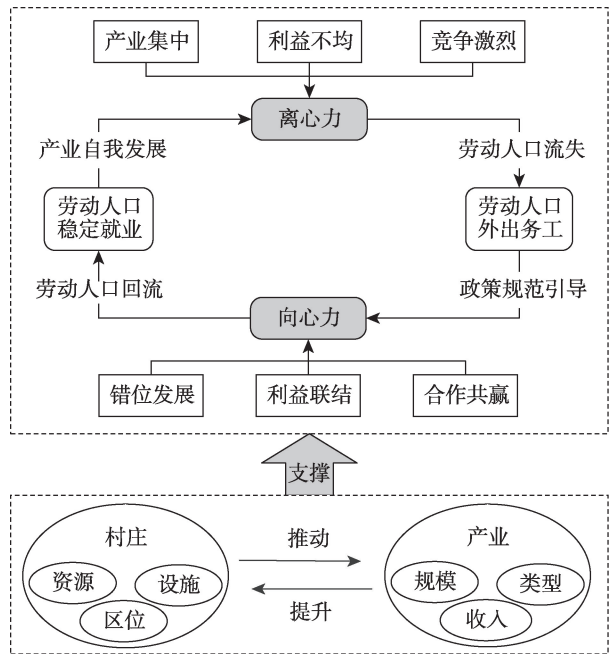 产业集中
利益不均
竞争激烈
离心力
产业自我发展
劳动人口流失
劳动人口
稳定就业
劳动人口
外出务工
劳动人口回流
政策规范引导
向心力
错位发展
利益联结
合作共赢
支撑
村庄
推动
产业
资源
设施
规模
类型
区位
提升
收入